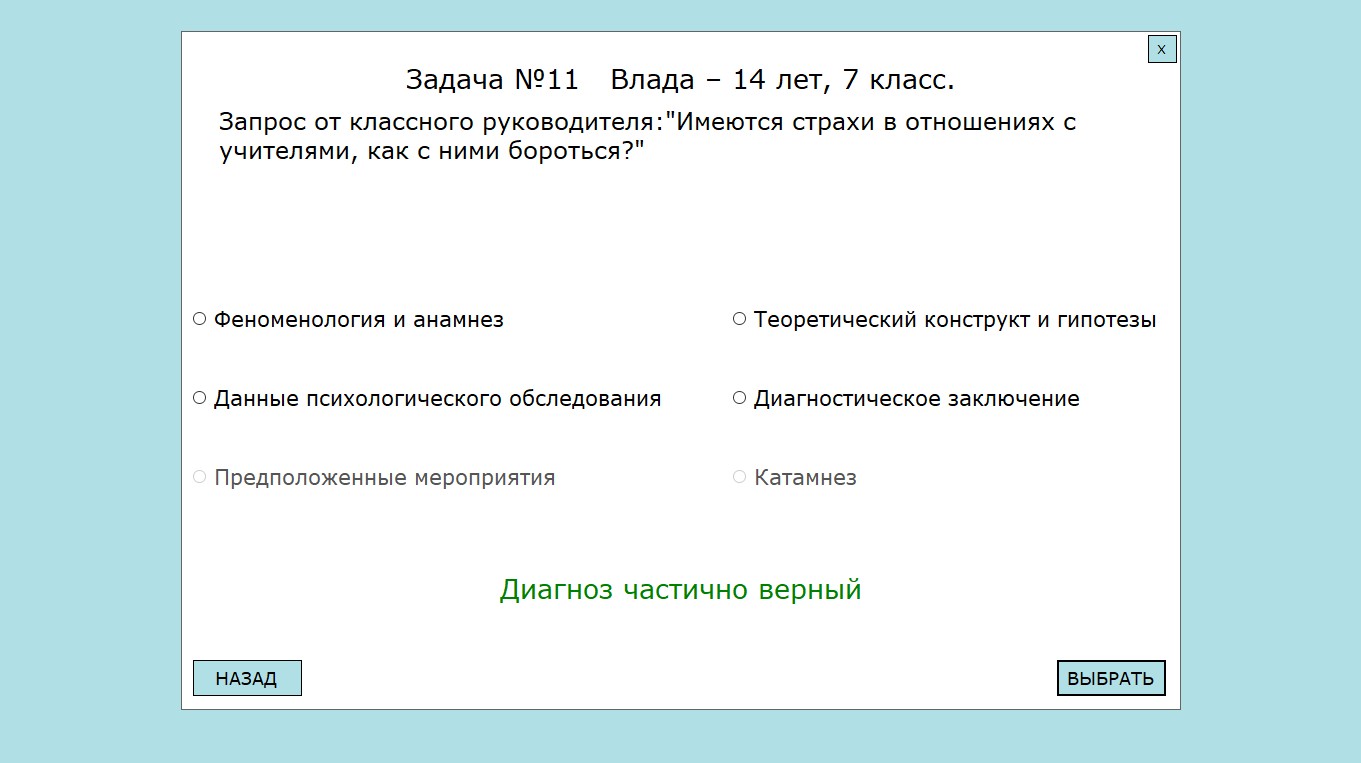 X
Задача №11 Влада – 14 лет, 7 класс.
Запрос от классного руководителя:"Имеются страхи в отношениях с
учителями, как с ними бороться?"
Феноменология и анамнез
Теоретический конструкт и гипотезы
Данные психологического обследования
Диагностическое заключение
Предположенные мероприятия
Катамнез
Диагноз частично верный
НАЗАД
ВЫБРАТЬ